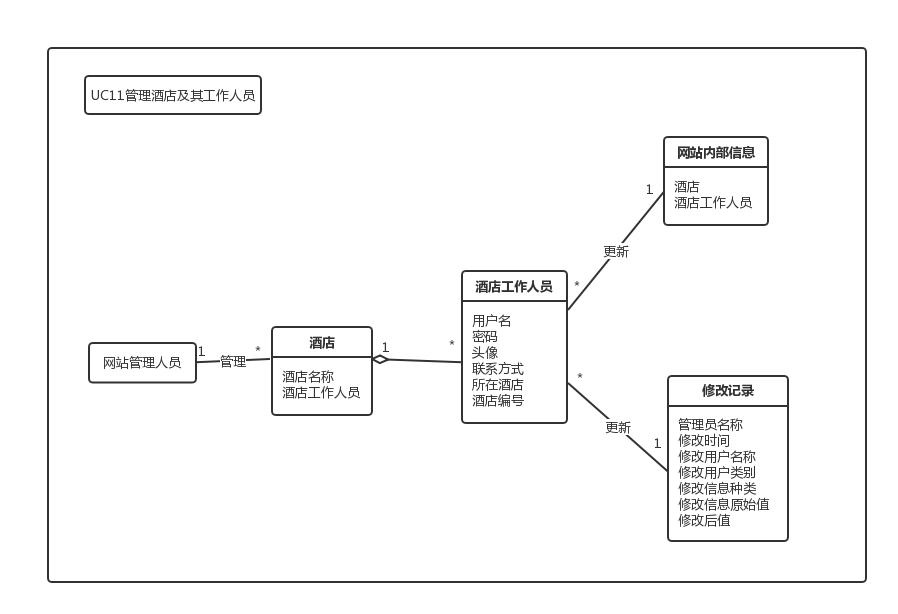 UC11管理酒店及其工作人员
网站内部信息
酒店
酒店工作人员
1
更新
*
酒店工作人员
用户名
密码
头像
联系方式
所在酒店
酒店编号
网站管理人员
1
管理
*
酒店
酒店名称
酒店工作人员
1
*
*
更新
1
修改记录
管理员名称
修改时间
修改用户名称
修改用户类别
修改信息种类
修改信息原始值
修改后值